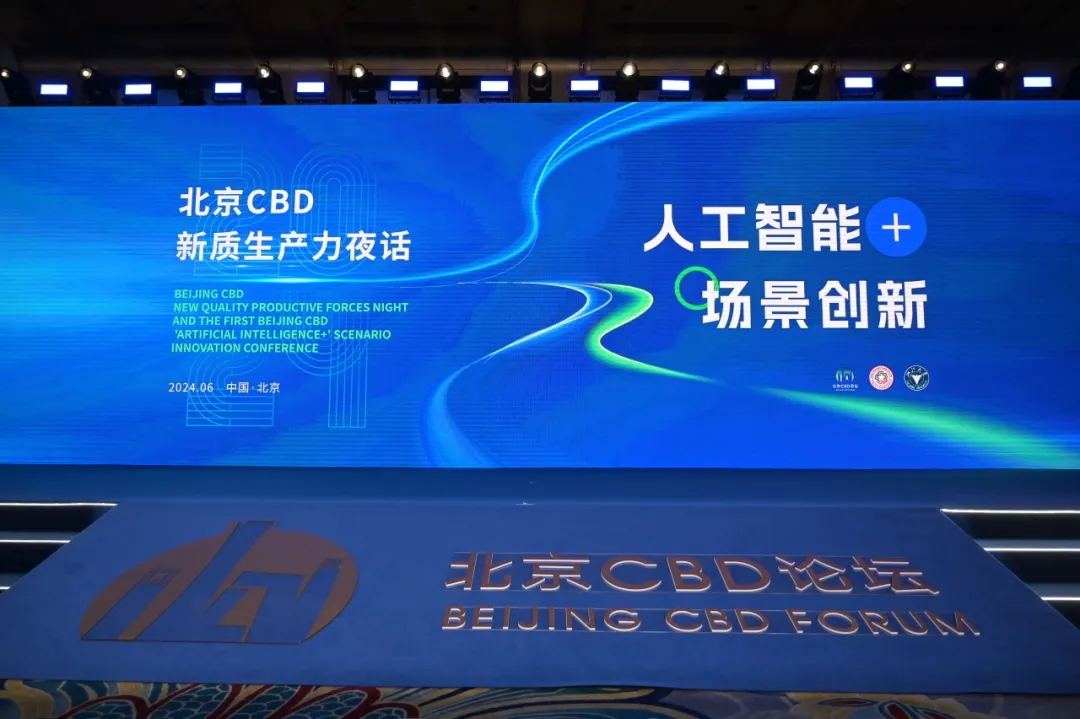 北京CBD
新质生产力夜话
BEIJING CBD
NEW QUALITY PRODUCTIVE FORCES NIGHT
AND THE FIRST BEIJING CBD
'ARTIFICIAL INTELLIGENCE+' SCENARIO
INNOVATION CONFERENCE
2024.06 中国·北京
人工智能+
场景创新
北京CBD论坛
BEIJING CBD FORUM